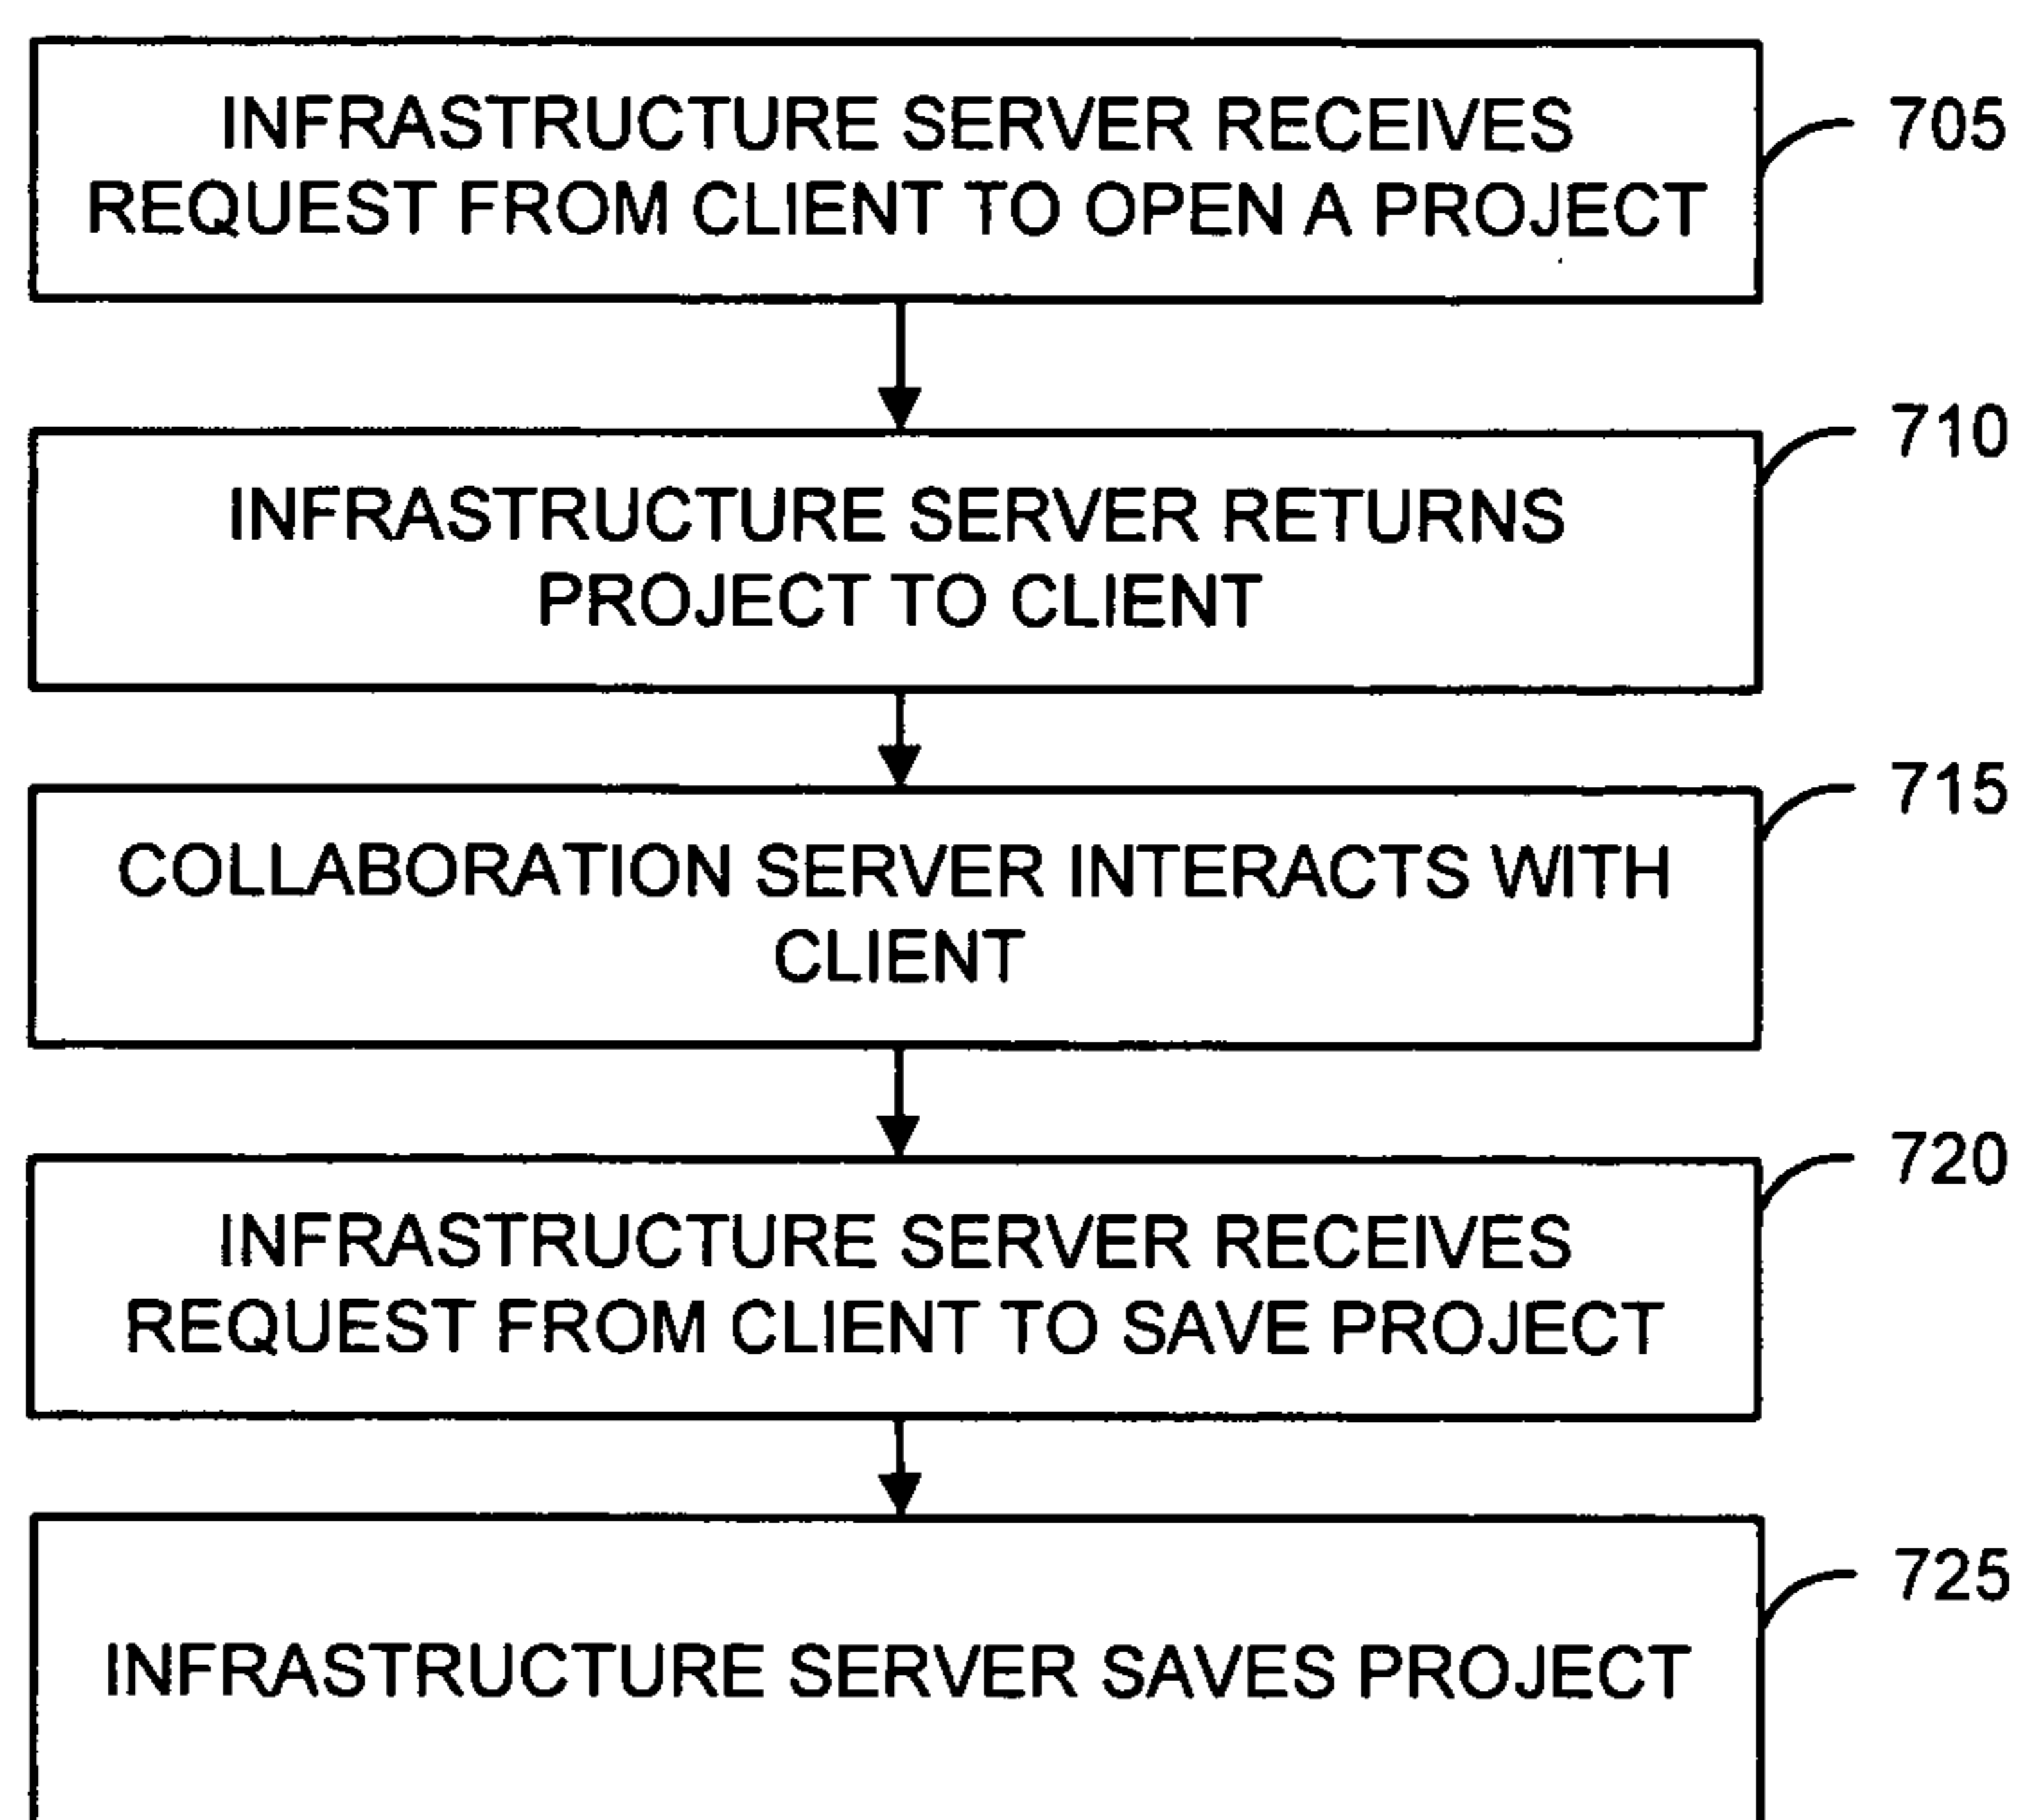 INFRASTRUCTURE SERVER RECEIVES
REQUEST FROM CLIENT TO OPEN A PROJECT
705
INFRASTRUCTURE SERVER RETURNS
PROJECT TO CLIENT
710
COLLABORATION SERVER INTERACTS WITH
CLIENT
715
INFRASTRUCTURE SERVER RECEIVES
REQUEST FROM CLIENT TO SAVE PROJECT
720
INFRASTRUCTURE SERVER SAVES PROJECT
725